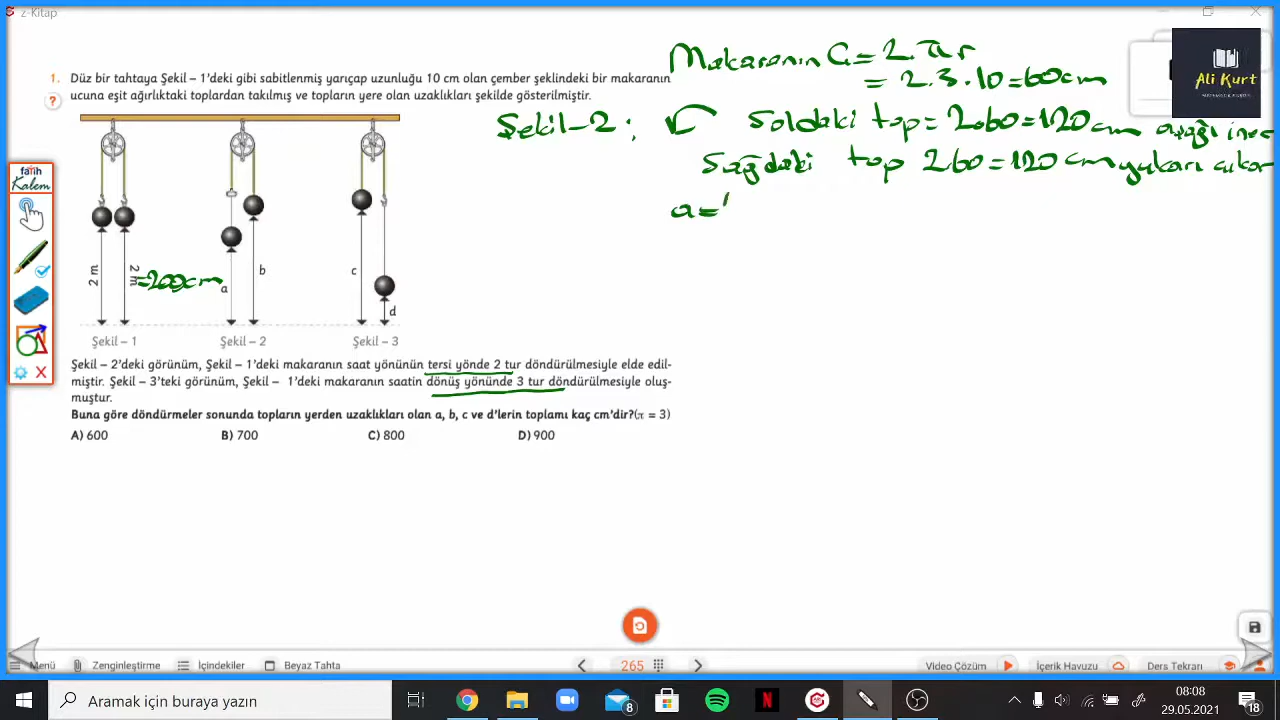 z-Kitap
Makaranın Ç = 2.π.r
= 2.3.10 = 60cm
Ali Kurt
1. Düz bir tahtaya Şekil – 1’deki gibi sabitlenmiş yarıçap uzunluğu 10 cm olan çember şeklindeki bir makaranın
? ucuna eşit ağırlıktaki toplardan takılmış ve topların yere olan uzaklıkları şekilde gösterilmiştir.
Şekil-2: Soldaki top = 2.60 = 120cm aşağı iner
Sağdaki top 2.60 = 120 cm yukarı çıkar
a =
fatih
Kalem
2 m
2 m = 200cm
a
b
c
d
Şekil – 1
Şekil – 2
Şekil – 3
Şekil – 2’deki görünüm, Şekil – 1’deki makaranın saat yönünün tersi yönde 2 tur döndürülmesiyle elde edil-
miştir. Şekil – 3’teki görünüm, Şekil – 1’deki makaranın saatin dönüş yönünde 3 tur döndürülmesiyle oluş-
muştur.
Buna göre döndürmeler sonunda topların yerden uzaklıkları olan a, b, c ve d’lerin toplamı kaç cm’dir?(π = 3)
A) 600 B) 700 C) 800 D) 900
Menü Zenginleştirme İçindekiler Beyaz Tahta 265 Video Çözüm İçerik Havuzu Ders Tekrarı
Aramak için buraya yazın
8
08:08
29.05.2021
18